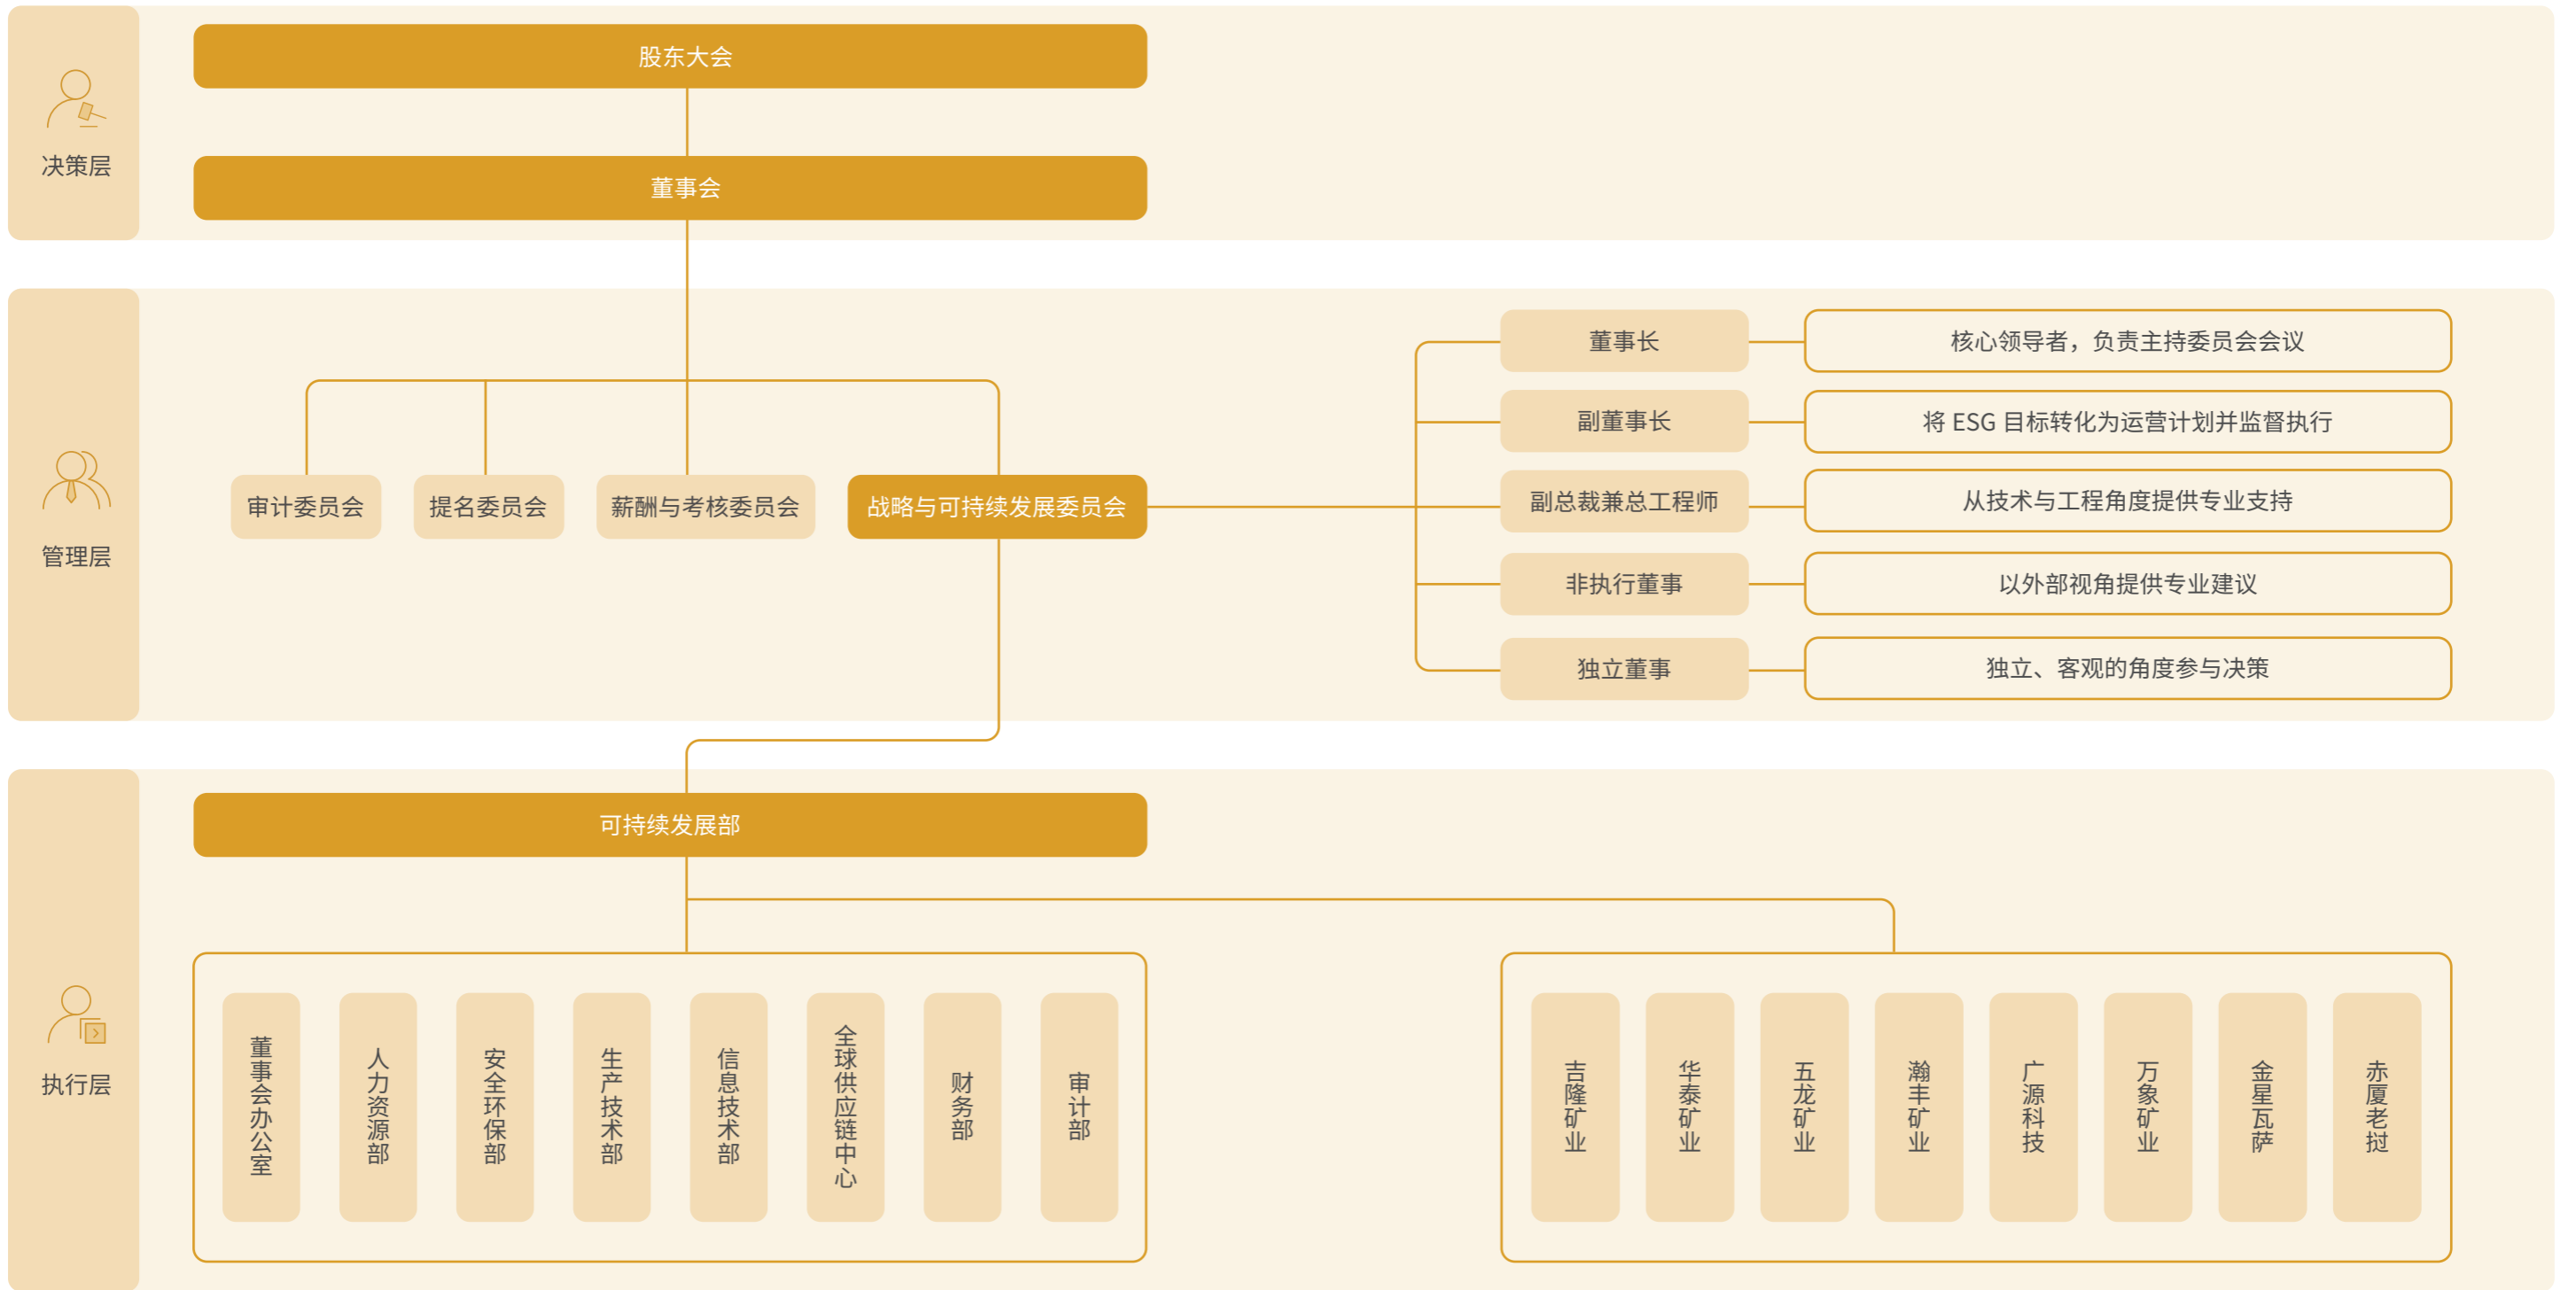 决策层
股东大会
董事会
管理层
审计委员会
提名委员会
薪酬与考核委员会
战略与可持续发展委员会
董事长
核心领导者，负责主持委员会会议
副董事长
将 ESG 目标转化为运营计划并监督执行
副总裁兼总工程师
从技术与工程角度提供专业支持
非执行董事
以外部视角提供专业建议
独立董事
独立、客观的角度参与决策
执行层
可持续发展部
董事会办公室
人力资源部
安全环保部
生产技术部
信息技术部
全球供应链中心
财务部
审计部
吉隆矿业
华泰矿业
五龙矿业
瀚丰矿业
广源科技
万象矿业
金星瓦萨
赤厦老挝